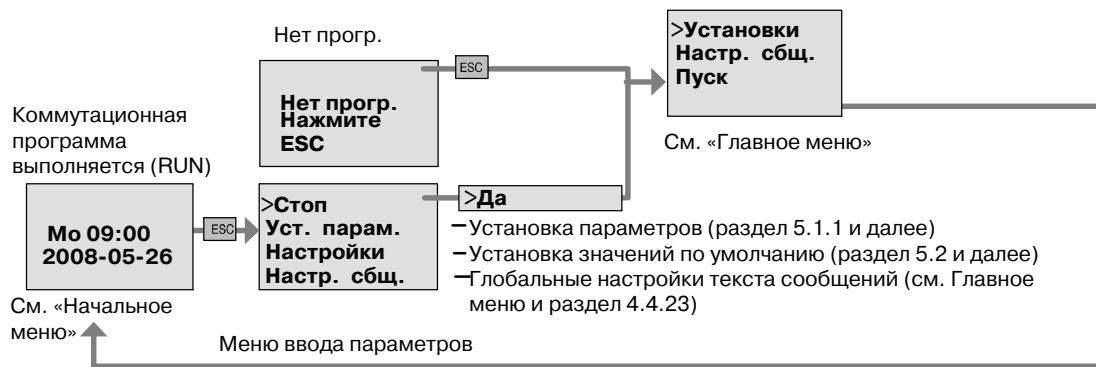 Нет прогр.
Нет прогр.
Нажмите
ESC
ESC
>Установки
Настр. сбщ.
Пуск
См. «Главное меню»
Коммутационная
программа
выполняется (RUN)
Мо 09:00
2008-05-26
ESC
>Стоп
Уст. парам.
Настройки
Настр. сбщ.
>Да
–Установка параметров (раздел 5.1.1 и далее)
–Установка значений по умолчанию (раздел 5.2 и далее)
–Глобальные настройки текста сообщений (см. Главное
меню и раздел 4.4.23)
См. «Начальное
меню»
Меню ввода параметров